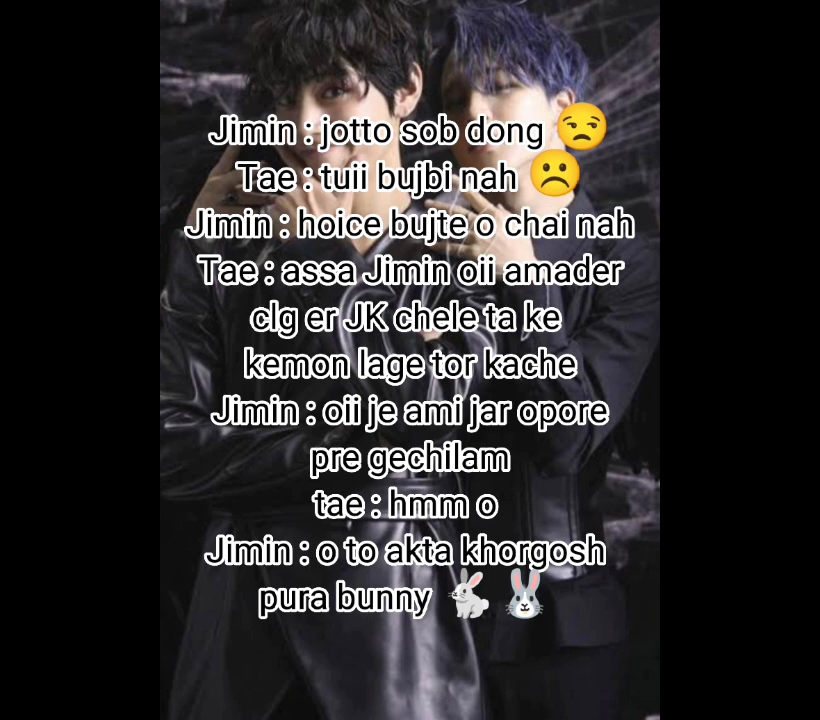 Jimin : jotto sob dong 😒
Tae : tuii bujbi nah ☹️
Jimin : hoice bujte o chai nah
Tae : assa Jimin oii amader
clg er JK chele ta ke
kemon lage tor kache
Jimin : oii je ami jar opore
pre gechilam
tae : hmm o
Jimin : o to akta khorgosh
pura bunny 🐇 🐰